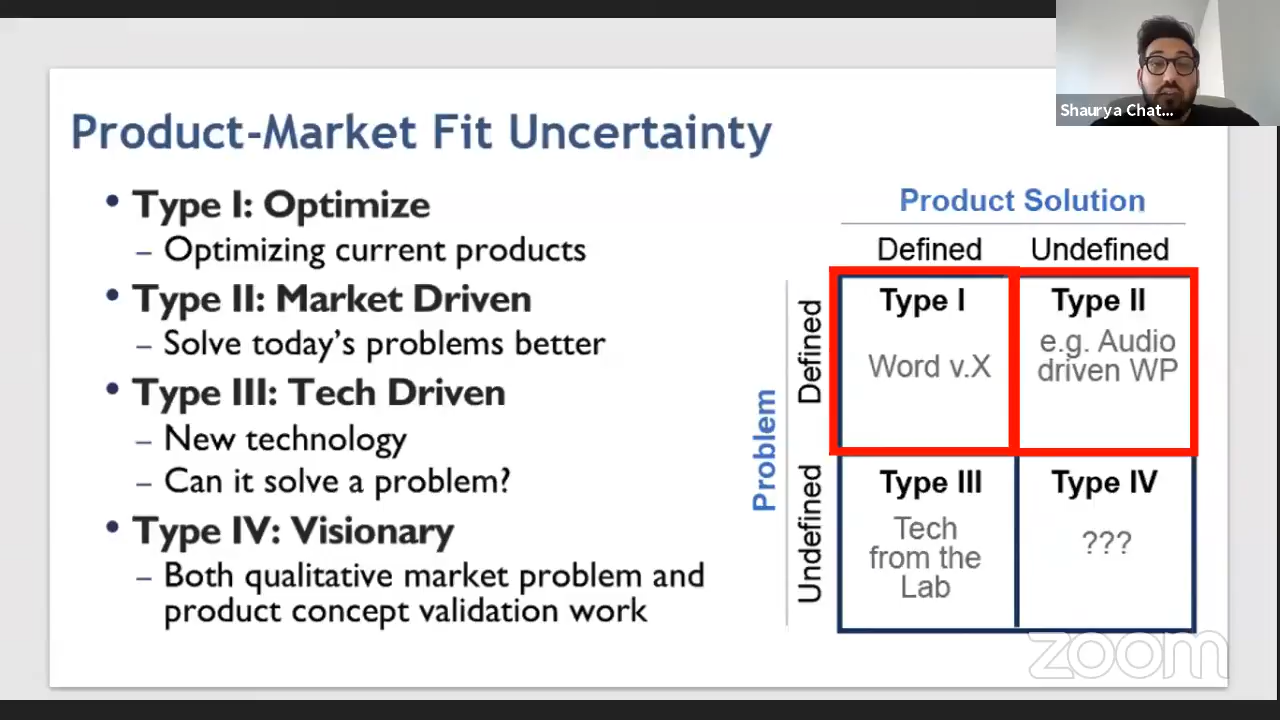 Shaurya Chat...
Product-Market Fit Uncertainty
• Type I: Optimize
– Optimizing current products
• Type II: Market Driven
– Solve today's problems better
• Type III: Tech Driven
– New technology
– Can it solve a problem?
• Type IV: Visionary
– Both qualitative market problem and
product concept validation work
Product Solution
Defined Undefined
Problem
Defined
Type I
Word v.X
Type II
e.g. Audio
driven WP
Undefined
Type III
Tech
from the
Lab
Type IV
???
zoom